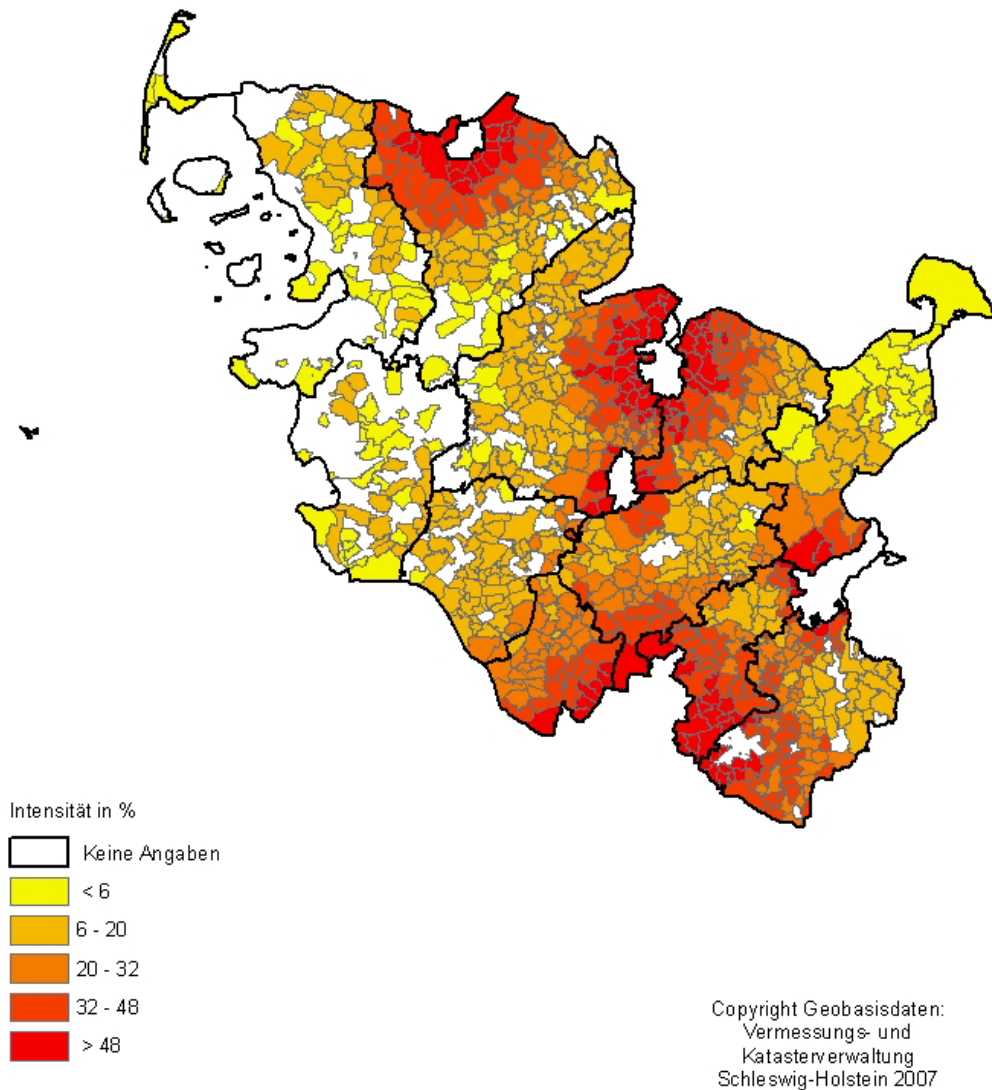 Intensität in %
Keine Angaben
< 6
6 - 20
20 - 32
32 - 48
> 48
Copyright Geobasisdaten:
Vermessungs- und
Katasterverwaltung
Schleswig-Holstein 2007